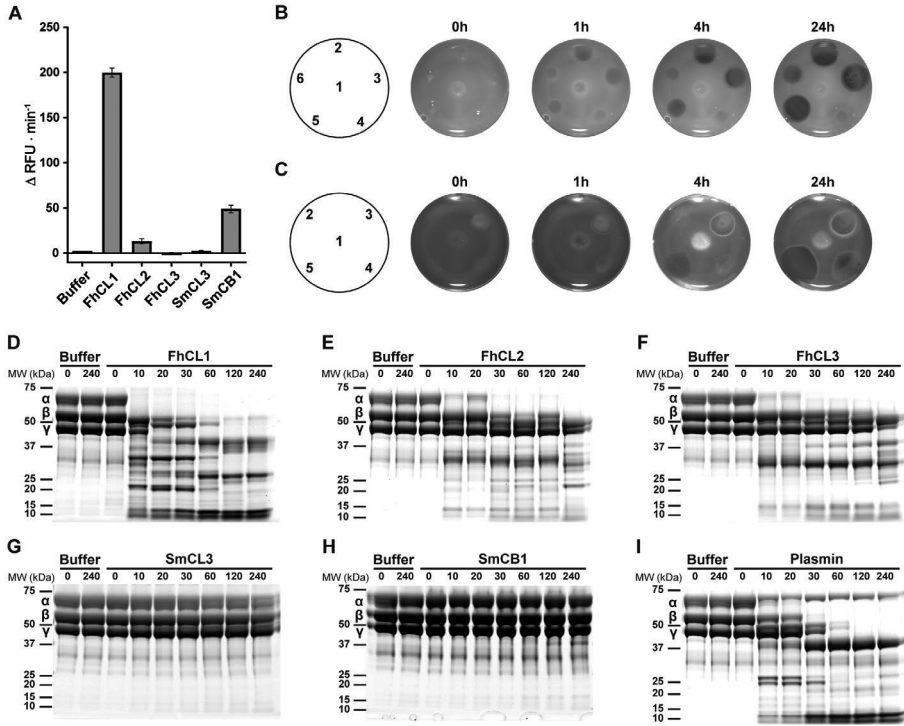 A
250
200
150
100
50
0
Δ RFU · min⁻¹
Buffer
FhCL1
FhCL2
FhCL3
SmCL3
SmCB1
B
0h 1h 4h 24h
2
6 1 3
5 4
C
0h 1h 4h 24h
2 3
1
5 4
D
Buffer FhCL1
MW (kDa) 0 240 0 10 20 30 60 120 240
75
α
β
50
γ
37
25
20
15
10
E
Buffer FhCL2
MW (kDa) 0 240 0 10 20 30 60 120 240
75
α
β
50
γ
37
25
20
15
10
F
Buffer FhCL3
MW (kDa) 0 240 0 10 20 30 60 120 240
75
α
β
50
γ
37
25
20
15
10
G
Buffer SmCL3
MW (kDa) 0 240 0 10 20 30 60 120 240
75
α
β
50
γ
37
25
20
15
10
H
Buffer SmCB1
MW (kDa) 0 240 0 10 20 30 60 120 240
75
α
β
50
γ
37
25
20
15
10
I
Buffer Plasmin
MW (kDa) 0 240 0 10 20 30 60 120 240
75
α
β
50
γ
37
25
20
15
10